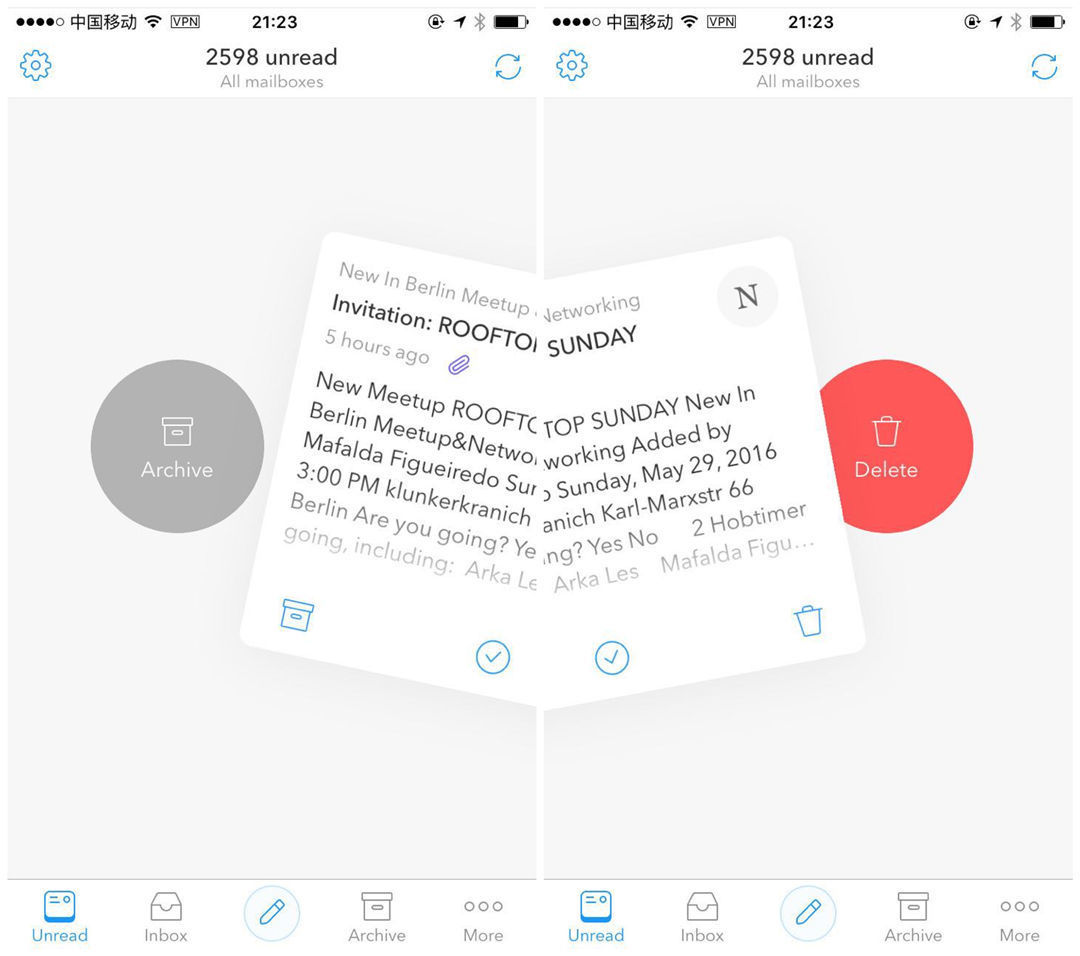 中国移动 VPN 21:23
2598 unread
All mailboxes
New In Berlin Meetup
Invitation: ROOFTO
5 hours ago
New Meetup ROOFTO
Berlin Meetup&Netwo
Mafalda Figueiredo Su
3:00 PM klunkerkranich
Berlin Are you going? Ye
going, including: Arka Le
Archive
Unread
Inbox
Archive
More
中国移动 VPN 21:23
2598 unread
All mailboxes
Networking
N
SUNDAY
TOP SUNDAY New In
working Added by
Sunday, May 29, 2016
anich Karl-Marxstr 66
ng? Yes No 2 Hobtimer
Arka Les Mafalda Figu...
Delete
Unread
Inbox
Archive
More